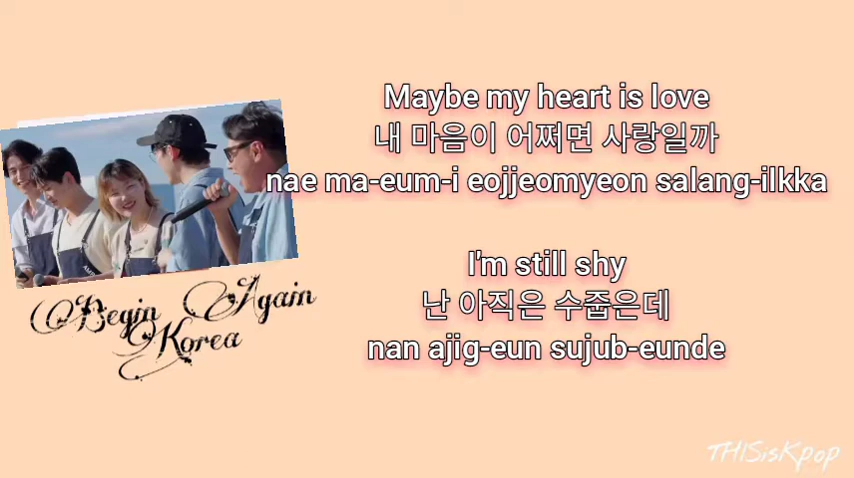 Maybe my heart is love
내 마음이 어쩌면 사랑일까
nae ma-eum-i eojjeomyeon salang-ilkka
I'm still shy
난 아직은 수줍은데
nan ajig-eun sujub-eunde
Begin Again
Korea
THISisKpop